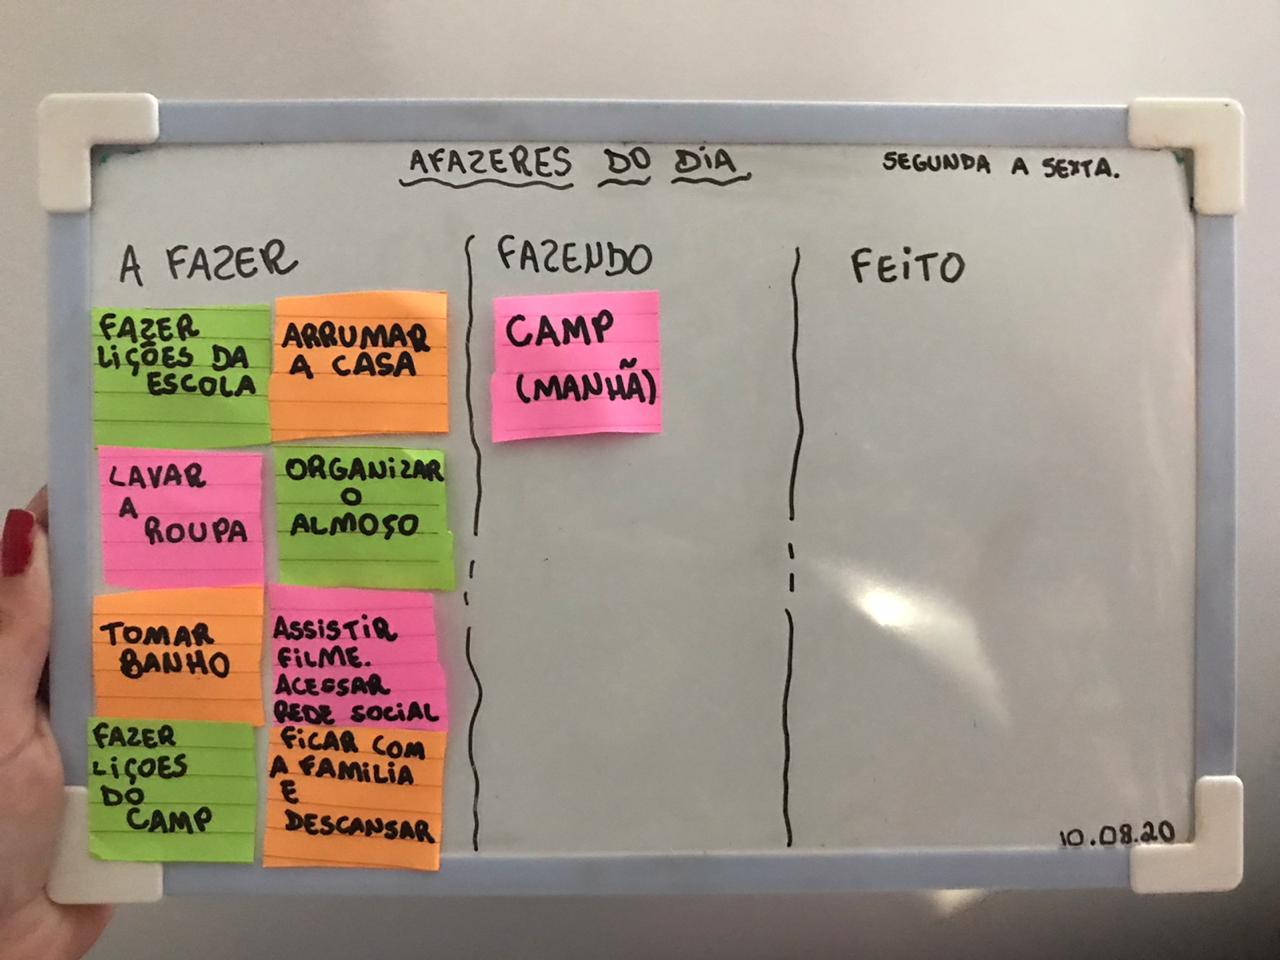 AFAZERES DO DIA
SEGUNDA A SEXTA.
A FAZER
FAZER
LIÇÕES DA
ESCOLA
ARRUMAR
A CASA
LAVAR
A
ROUPA
ORGANIZAR
O
ALMOÇO
TOMAR
BANHO
ASSISTIR
FILME.
ACESSAR
REDE SOCIAL
FAZER
LIÇOES
DO
CAMP
FICAR COM
A FAMILIA
E
DESCANSAR
FAZENDO
CAMP
(MANHÃ)
FEITO
10.08.20